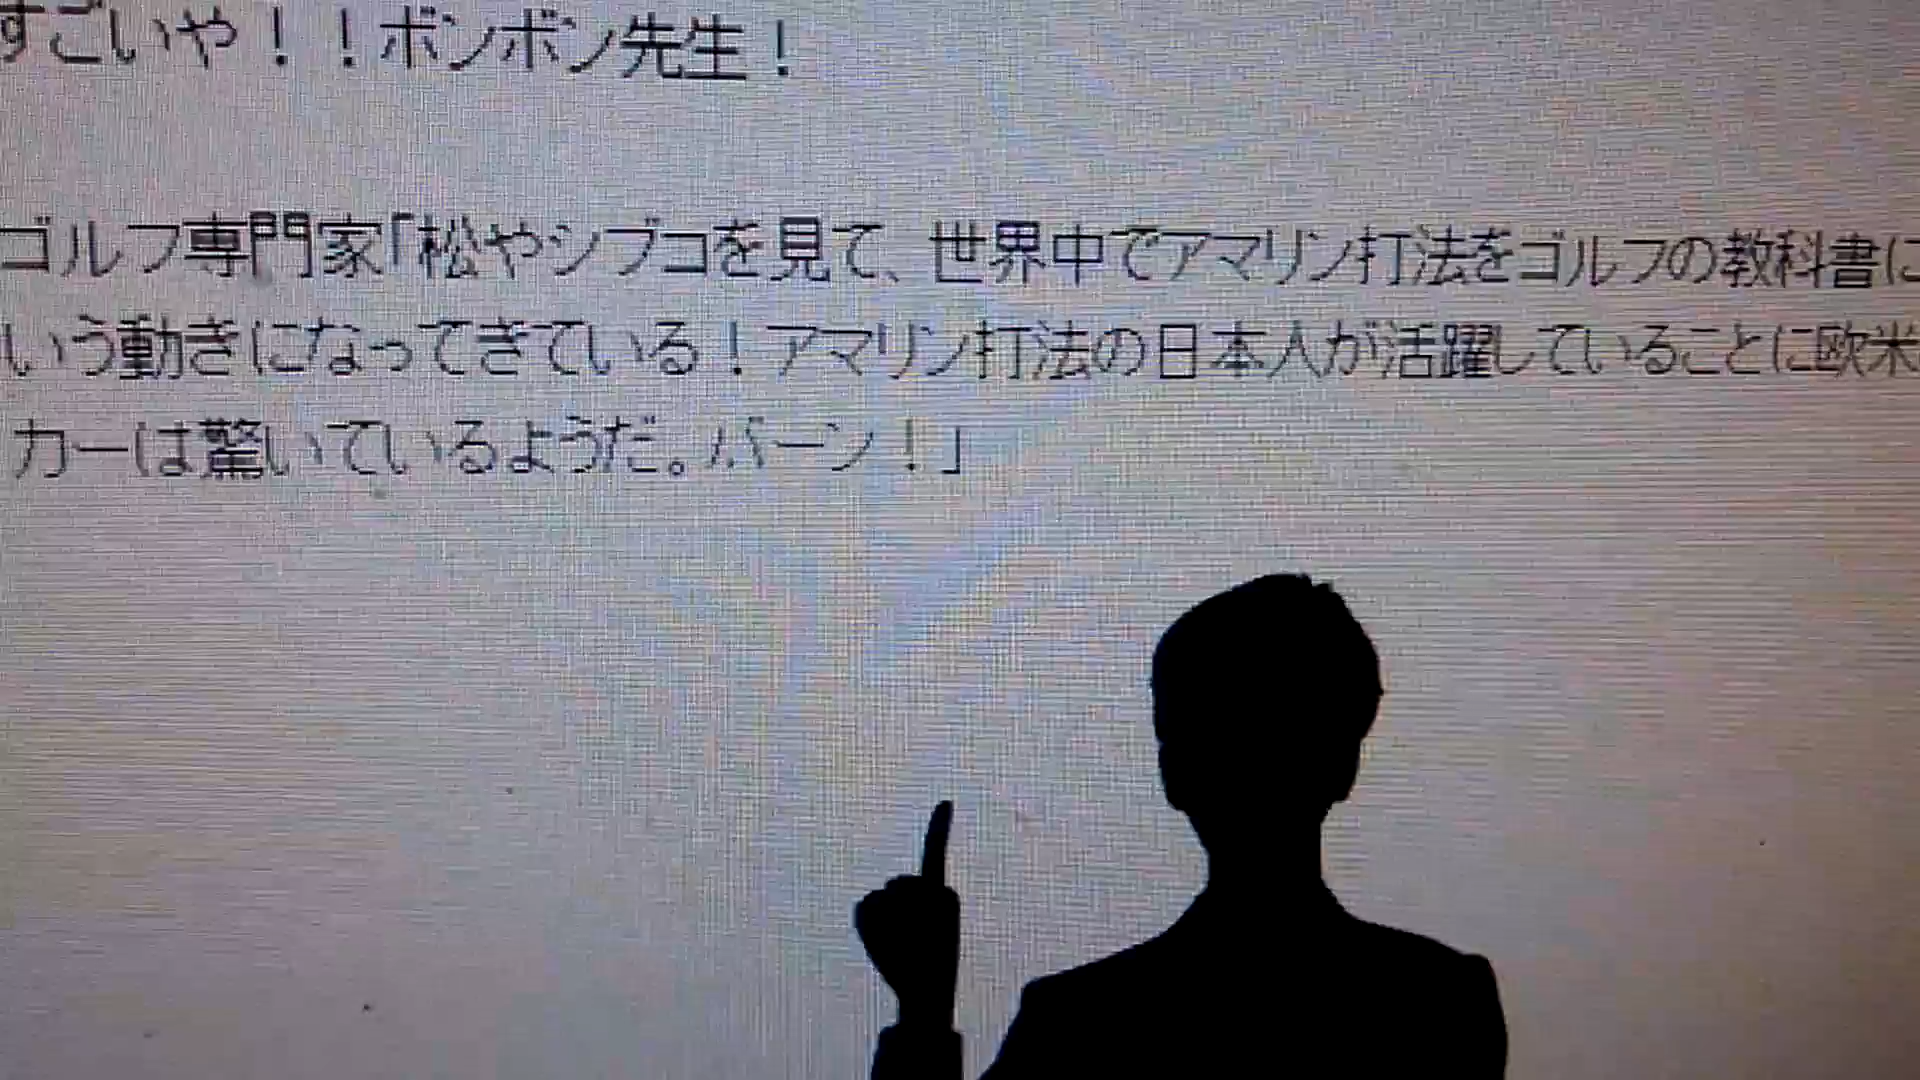 すごいや！！ボンボン先生！
ゴルフ専門家「松やシブコを見て、世界中でアマリン打法をゴルフの教科書に
いう動きになってきている！アマリン打法の日本人が活躍していることに欧米
カーは驚いているようだ。バーン！」